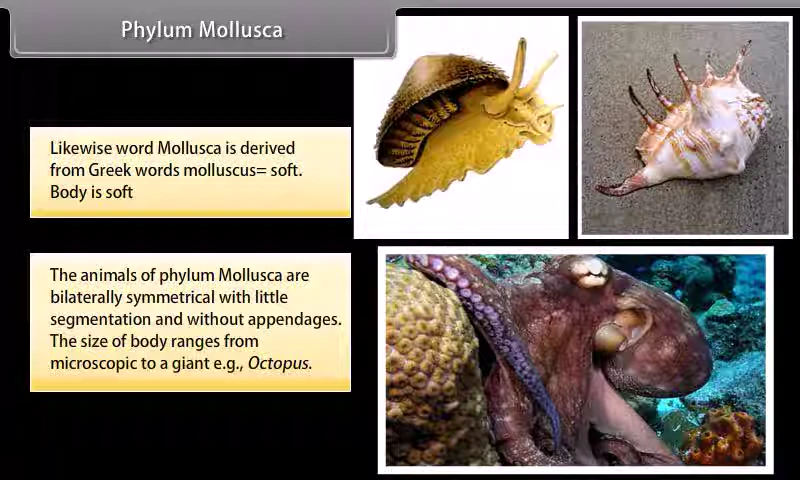 Phylum Mollusca
Likewise word Mollusca is derived
from Greek words molluscus= soft.
Body is soft
The animals of phylum Mollusca are
bilaterally symmetrical with little
segmentation and without appendages.
The size of body ranges from
microscopic to a giant e.g., Octopus.